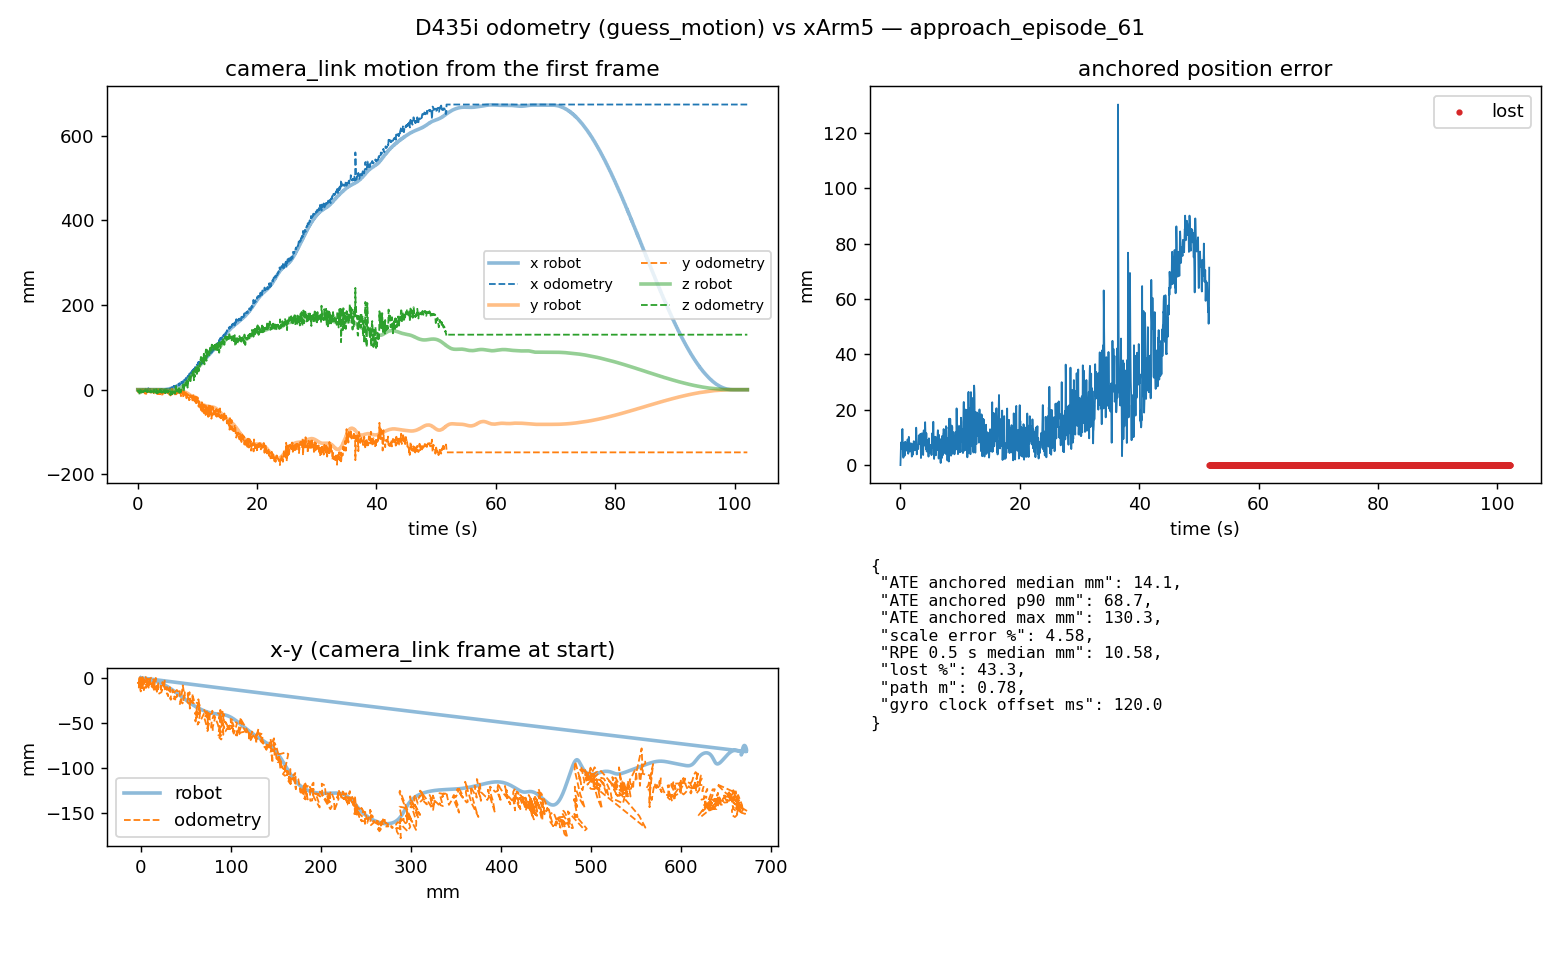 D435i odometry (guess_motion) vs xArm5 — approach_episode_61
camera_link motion from the first frame
600
400
200
0
−200
mm
0 20 40 60 80 100
time (s)
x robot
x odometry
y robot
y odometry
z robot
z odometry
anchored position error
120
100
80
60
40
20
0
mm
0 20 40 60 80 100
time (s)
lost
x-y (camera_link frame at start)
0
−50
−100
−150
mm
0 100 200 300 400 500 600 700
mm
robot
odometry
{
"ATE anchored median mm": 14.1,
"ATE anchored p90 mm": 68.7,
"ATE anchored max mm": 130.3,
"scale error %": 4.58,
"RPE 0.5 s median mm": 10.58,
"lost %": 43.3,
"path m": 0.78,
"gyro clock offset ms": 120.0
}